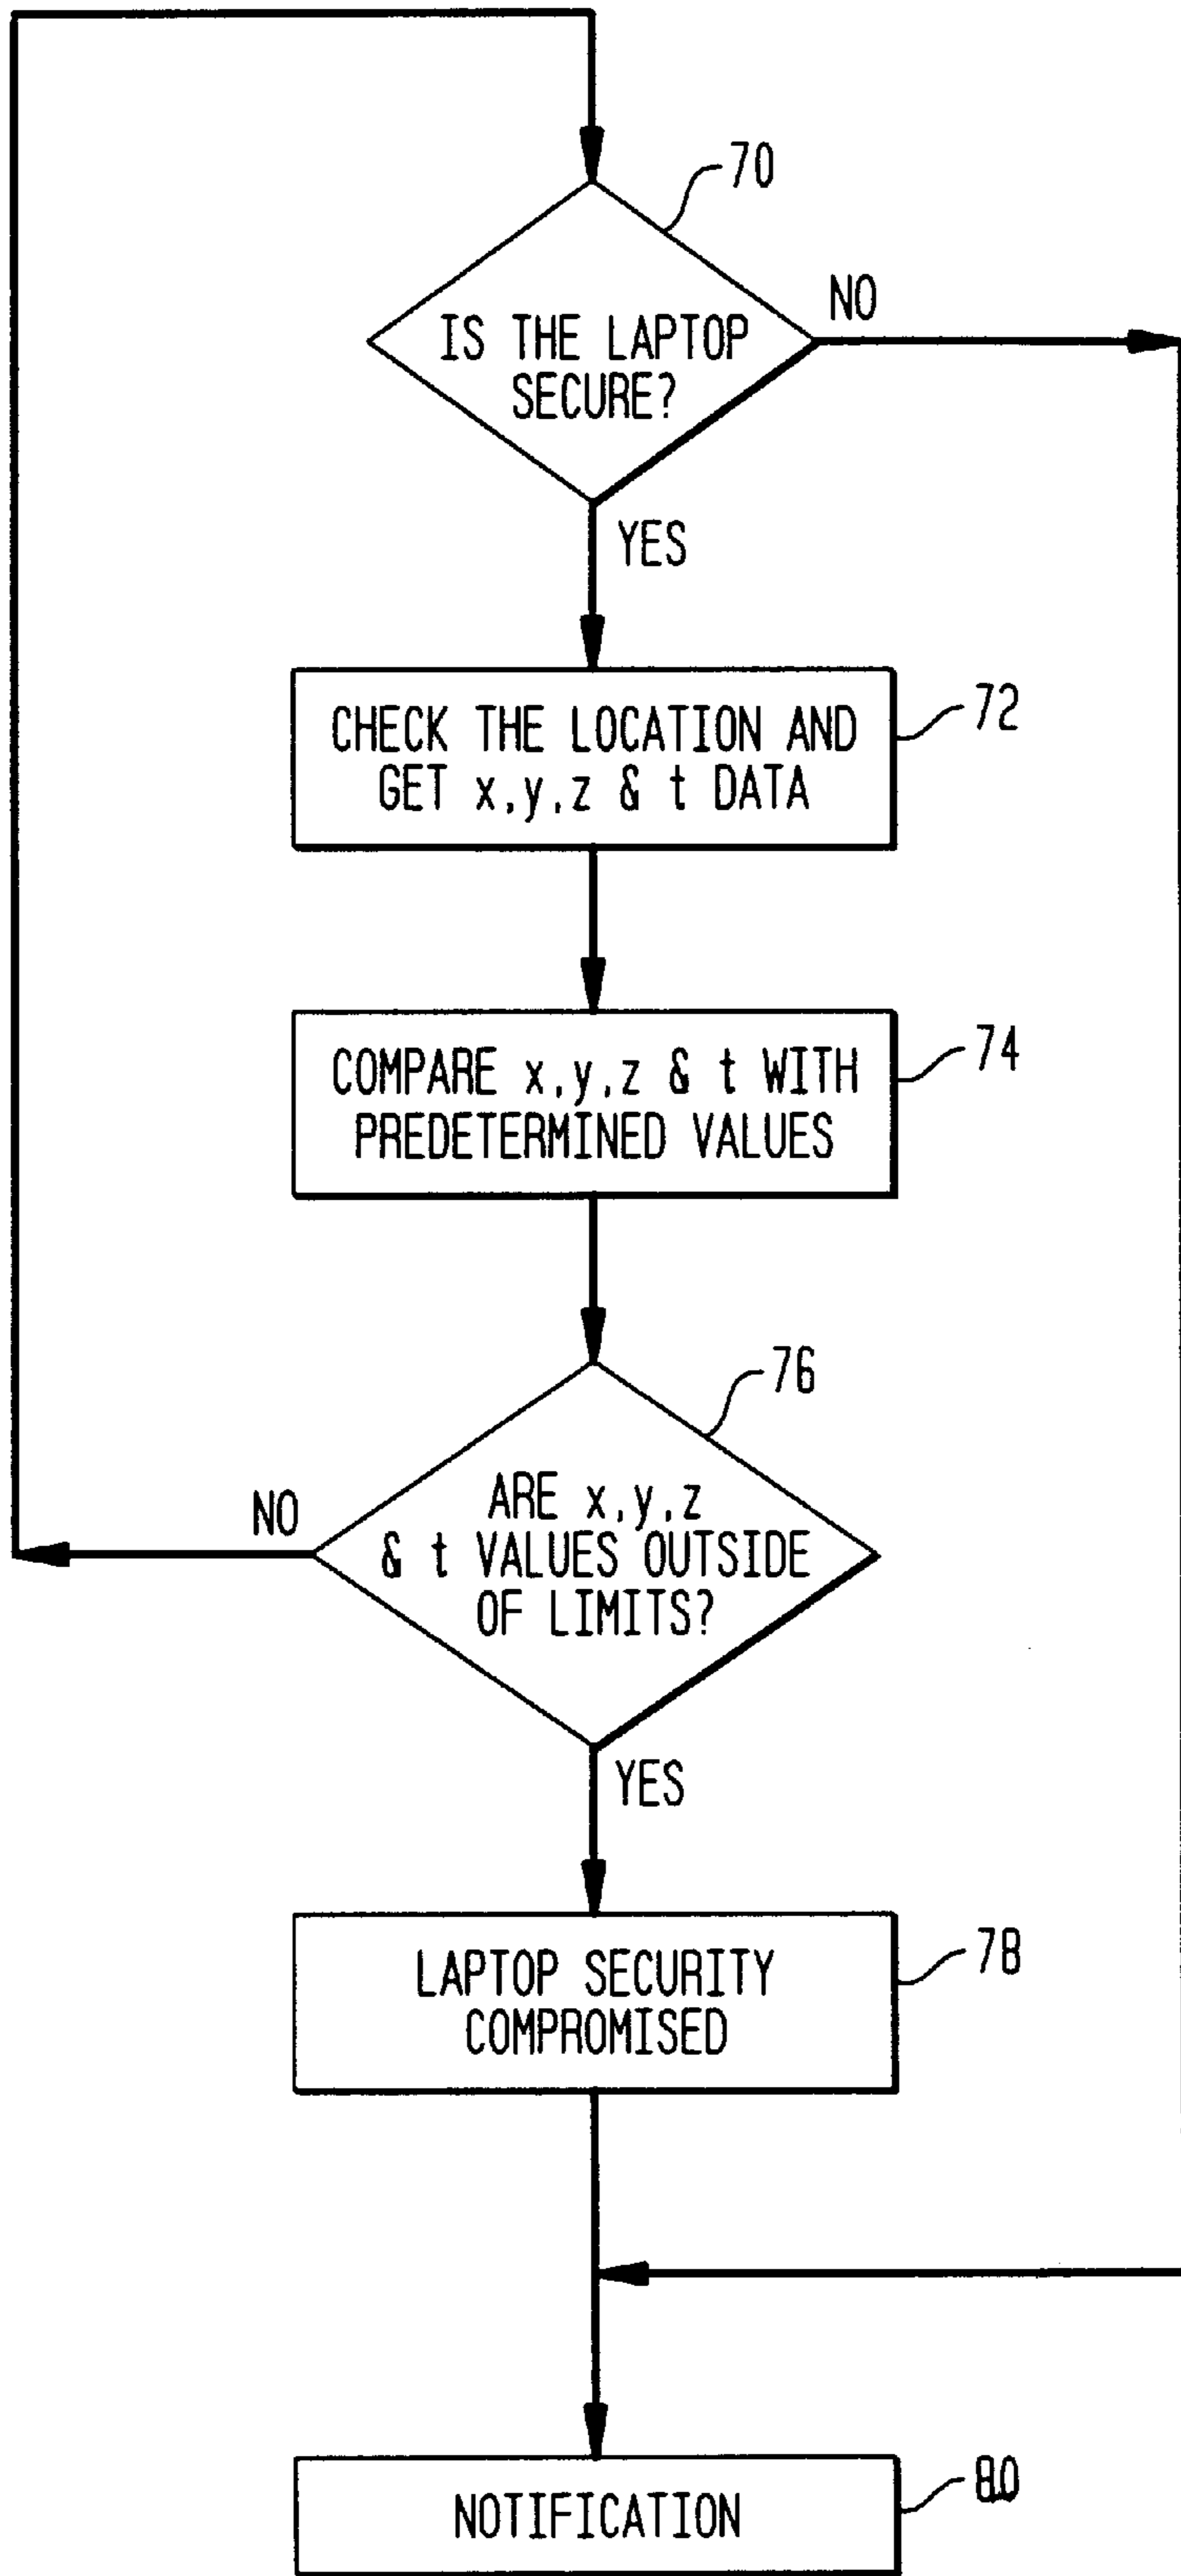 70
IS THE LAPTOP
SECURE?
NO
YES
CHECK THE LOCATION AND
GET x,y,z & t DATA
72
COMPARE x,y,z & t WITH
PREDETERMINED VALUES
74
76
ARE x,y,z
& t VALUES OUTSIDE
OF LIMITS?
NO
YES
LAPTOP SECURITY
COMPROMISED
78
NOTIFICATION
80